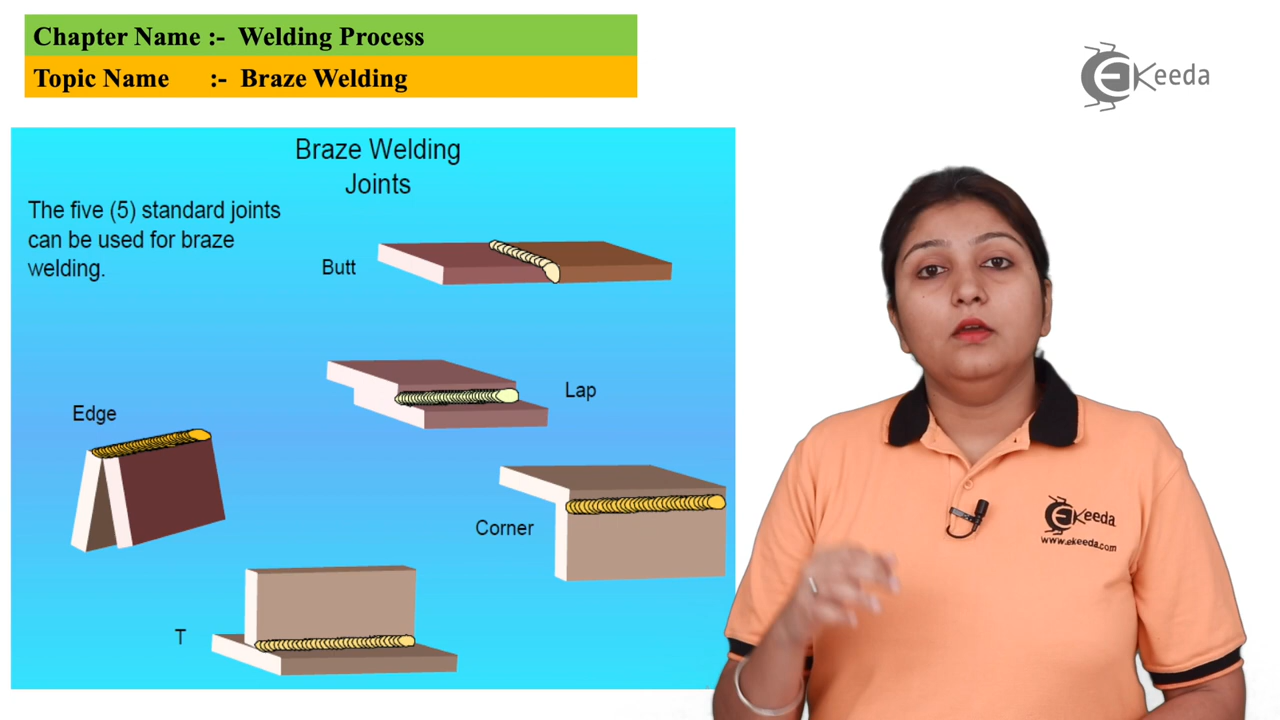 Chapter Name :- Welding Process
Topic Name :- Braze Welding
EKeeda
Braze Welding
Joints
The five (5) standard joints
can be used for braze
welding.
Butt
Lap
Edge
Corner
T
EKeeda
www.ekeeda.com